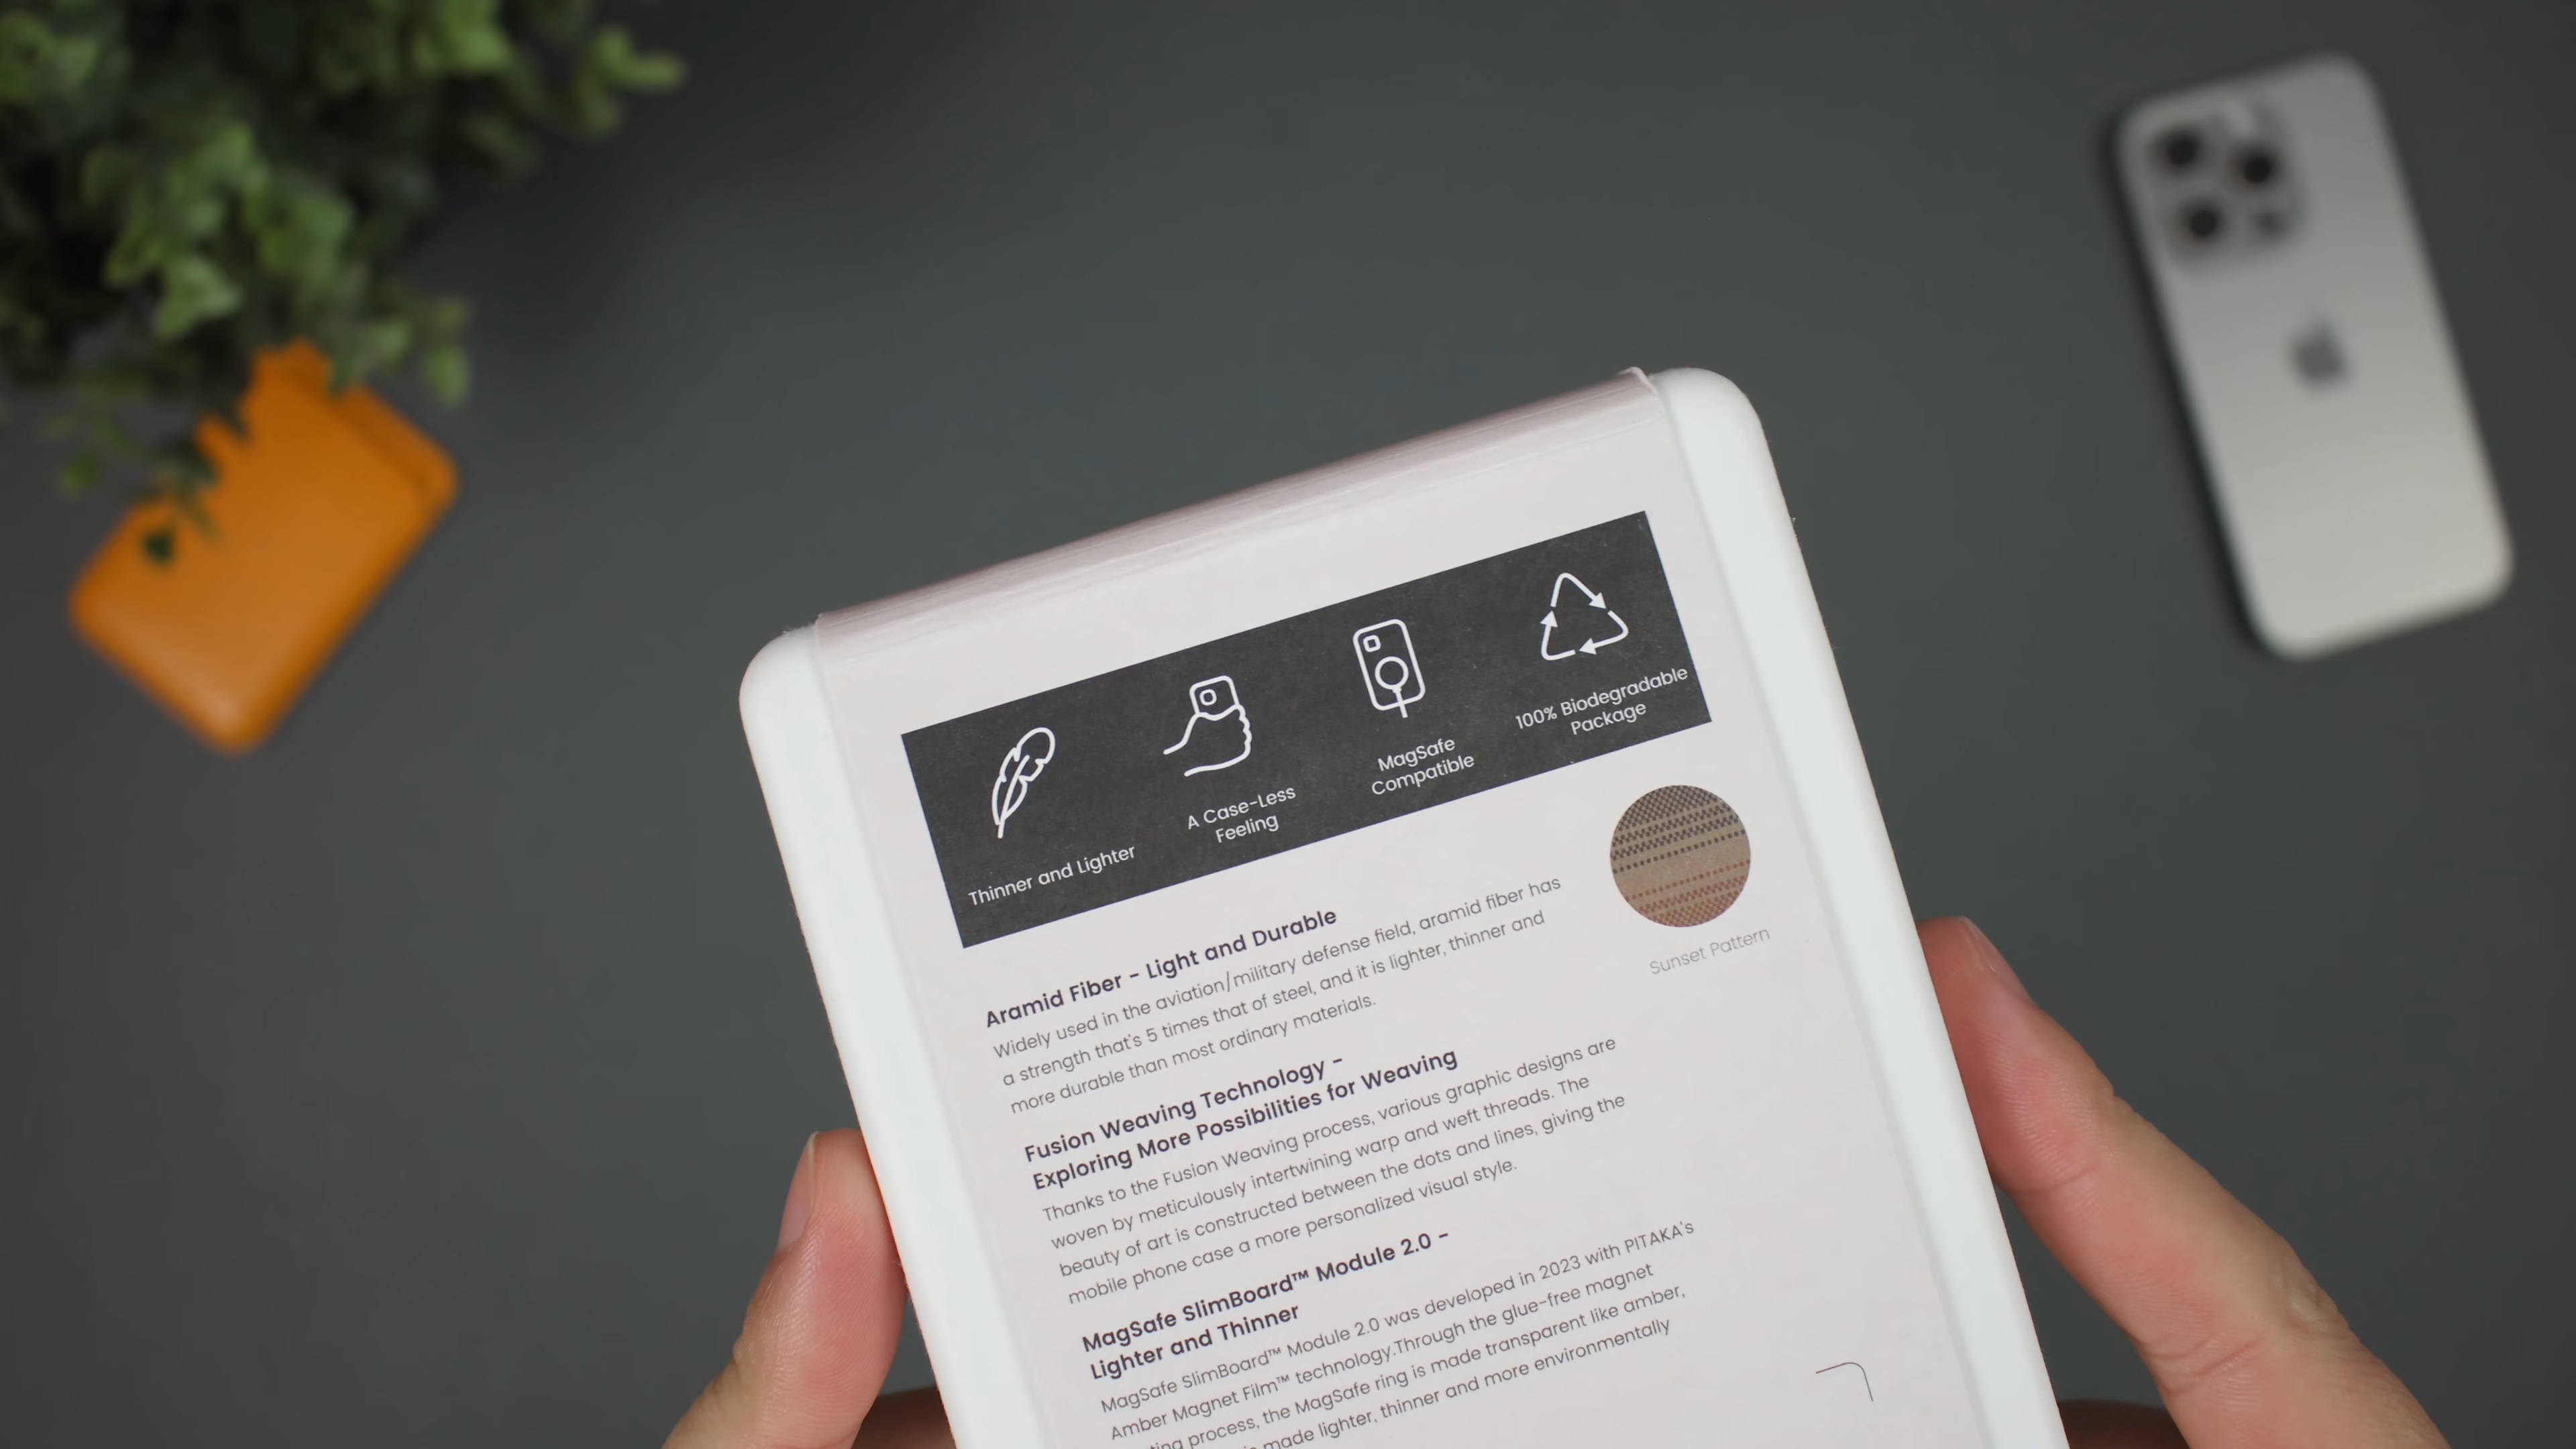 Thinner and Lighter
A Case-Less
Feeling
MagSafe
Compatible
100% Biodegradable
Package
Aramid Fiber - Light and Durable
Widely used in the aviation/military defense field, aramid fiber has
a strength that's 5 times that of steel, and it is lighter, thinner and
more durable than most ordinary materials.
Sunset Pattern
Fusion Weaving Technology -
Exploring More Possibilities for Weaving
Thanks to the Fusion Weaving process, various graphic designs are
woven by meticulously intertwining warp and weft threads. The
beauty of art is constructed between the dots and lines, giving the
mobile phone case a more personalized visual style.
MagSafe SlimBoard™ Module 2.0 -
Lighter and Thinner
MagSafe SlimBoard™ Module 2.0 was developed in 2023 with PITAKA's
Amber Magnet Film™ technology.Through the glue-free magnet
process, the MagSafe ring is made transparent like amber,
made lighter, thinner and more environmentally